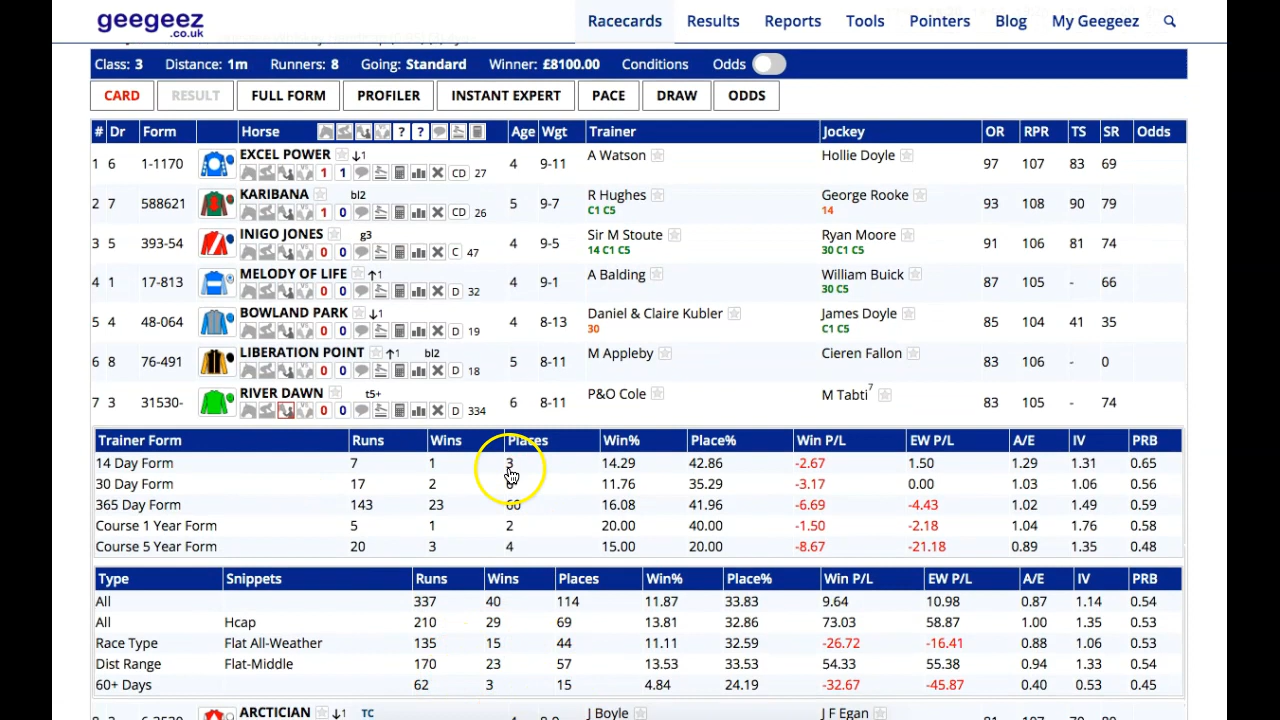 geegeez
.co.uk
Racecards Results Reports Tools Pointers Blog My Geegeez
Class: 3 Distance: 1m Runners: 8 Going: Standard Winner: £8100.00 Conditions Odds
CARD RESULT FULL FORM PROFILER INSTANT EXPERT PACE DRAW ODDS
# Dr Form Horse ? ? Age Wgt Trainer Jockey OR RPR TS SR Odds
1 6 1-1170 EXCEL POWER ↓1 4 9-11 A Watson Hollie Doyle 97 107 83 69
VS 1 1 CD 27
2 7 588621 KARIBANA bl2 5 9-7 R Hughes George Rooke 93 108 90 79
VS 1 0 CD 26 C1 C5 14
3 5 393-54 INIGO JONES g3 4 9-5 Sir M Stoute Ryan Moore 91 106 81 74
VS 0 0 C 47 14 C1 C5 30 C1 C5
4 1 17-813 MELODY OF LIFE ↑1 4 9-1 A Balding William Buick 87 105 - 66
VS 0 0 D 32 30 C5
5 4 48-064 BOWLAND PARK ↓1 4 8-13 Daniel & Claire Kubler James Doyle 85 104 41 35
VS 0 0 D 19 30 C1 C5
6 8 76-491 LIBERATION POINT ↑1 bl2 5 8-11 M Appleby Cieren Fallon 83 106 - 0
VS 0 0 D 18
7 3 31530- RIVER DAWN t5+ 6 8-11 P&O Cole M Tabti 7 83 105 - 74
VS 0 0 D 334
Trainer Form Runs Wins Places Win% Place% Win P/L EW P/L A/E IV PRB
14 Day Form 7 1 3 14.29 42.86 -2.67 1.50 1.29 1.31 0.65
30 Day Form 17 2 6 11.76 35.29 -3.17 0.00 1.03 1.06 0.56
365 Day Form 143 23 60 16.08 41.96 -6.69 -4.43 1.02 1.49 0.59
Course 1 Year Form 5 1 2 20.00 40.00 -1.50 -2.18 1.04 1.76 0.58
Course 5 Year Form 20 3 4 15.00 20.00 -8.67 -21.18 0.89 1.35 0.48
Type Snippets Runs Wins Places Win% Place% Win P/L EW P/L A/E IV PRB
All 337 40 114 11.87 33.83 9.64 10.98 0.87 1.14 0.54
All Hcap 210 29 69 13.81 32.86 73.03 58.87 1.00 1.35 0.53
Race Type Flat All-Weather 135 15 44 11.11 32.59 -26.72 -16.41 0.88 1.06 0.53
Dist Range Flat-Middle 170 23 57 13.53 33.53 54.33 55.38 0.94 1.33 0.54
60+ Days 62 3 15 4.84 24.19 -32.67 -45.87 0.40 0.53 0.45
ARCTICIAN ↓1 TC J Boyle J F Egan